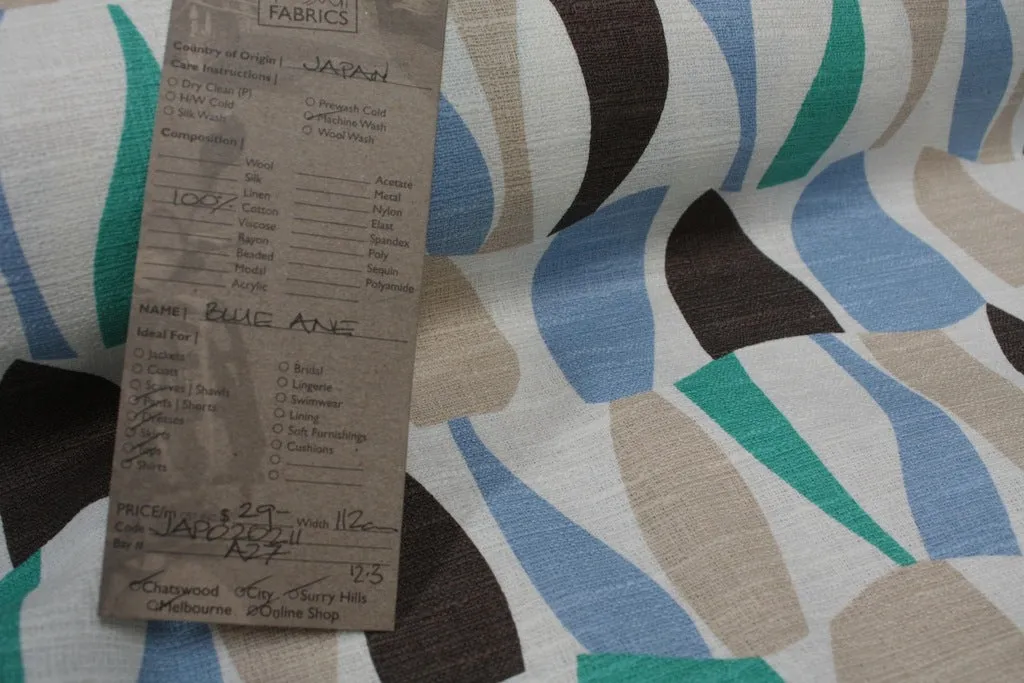 FABRICS
Country of Origin | JAPAN
Care Instructions |
Dry Clean (P)
H/W Cold
Silk Wash
Prewash Cold
Machine Wash
Wool Wash
Composition |
Wool
Silk
Linen
100% Cotton
Viscose
Rayon
Beaded
Modal
Acrylic
Acetate
Metal
Nylon
Elast
Spandex
Poly
Sequin
Polyamide
NAME | BLUE ANE
Ideal For |
Jackets
Coats
Scarves | Shawls
Pants | Shorts
Dresses
Skirts
Tops
Shirts
Bridal
Lingerie
Swimwear
Lining
Soft Furnishings
Cushions
PRICE/m $ 29- Width 112cm
Code JAP020211
Bay # A27
12.3
Chatswood City Surry Hills
Melbourne Online Shop